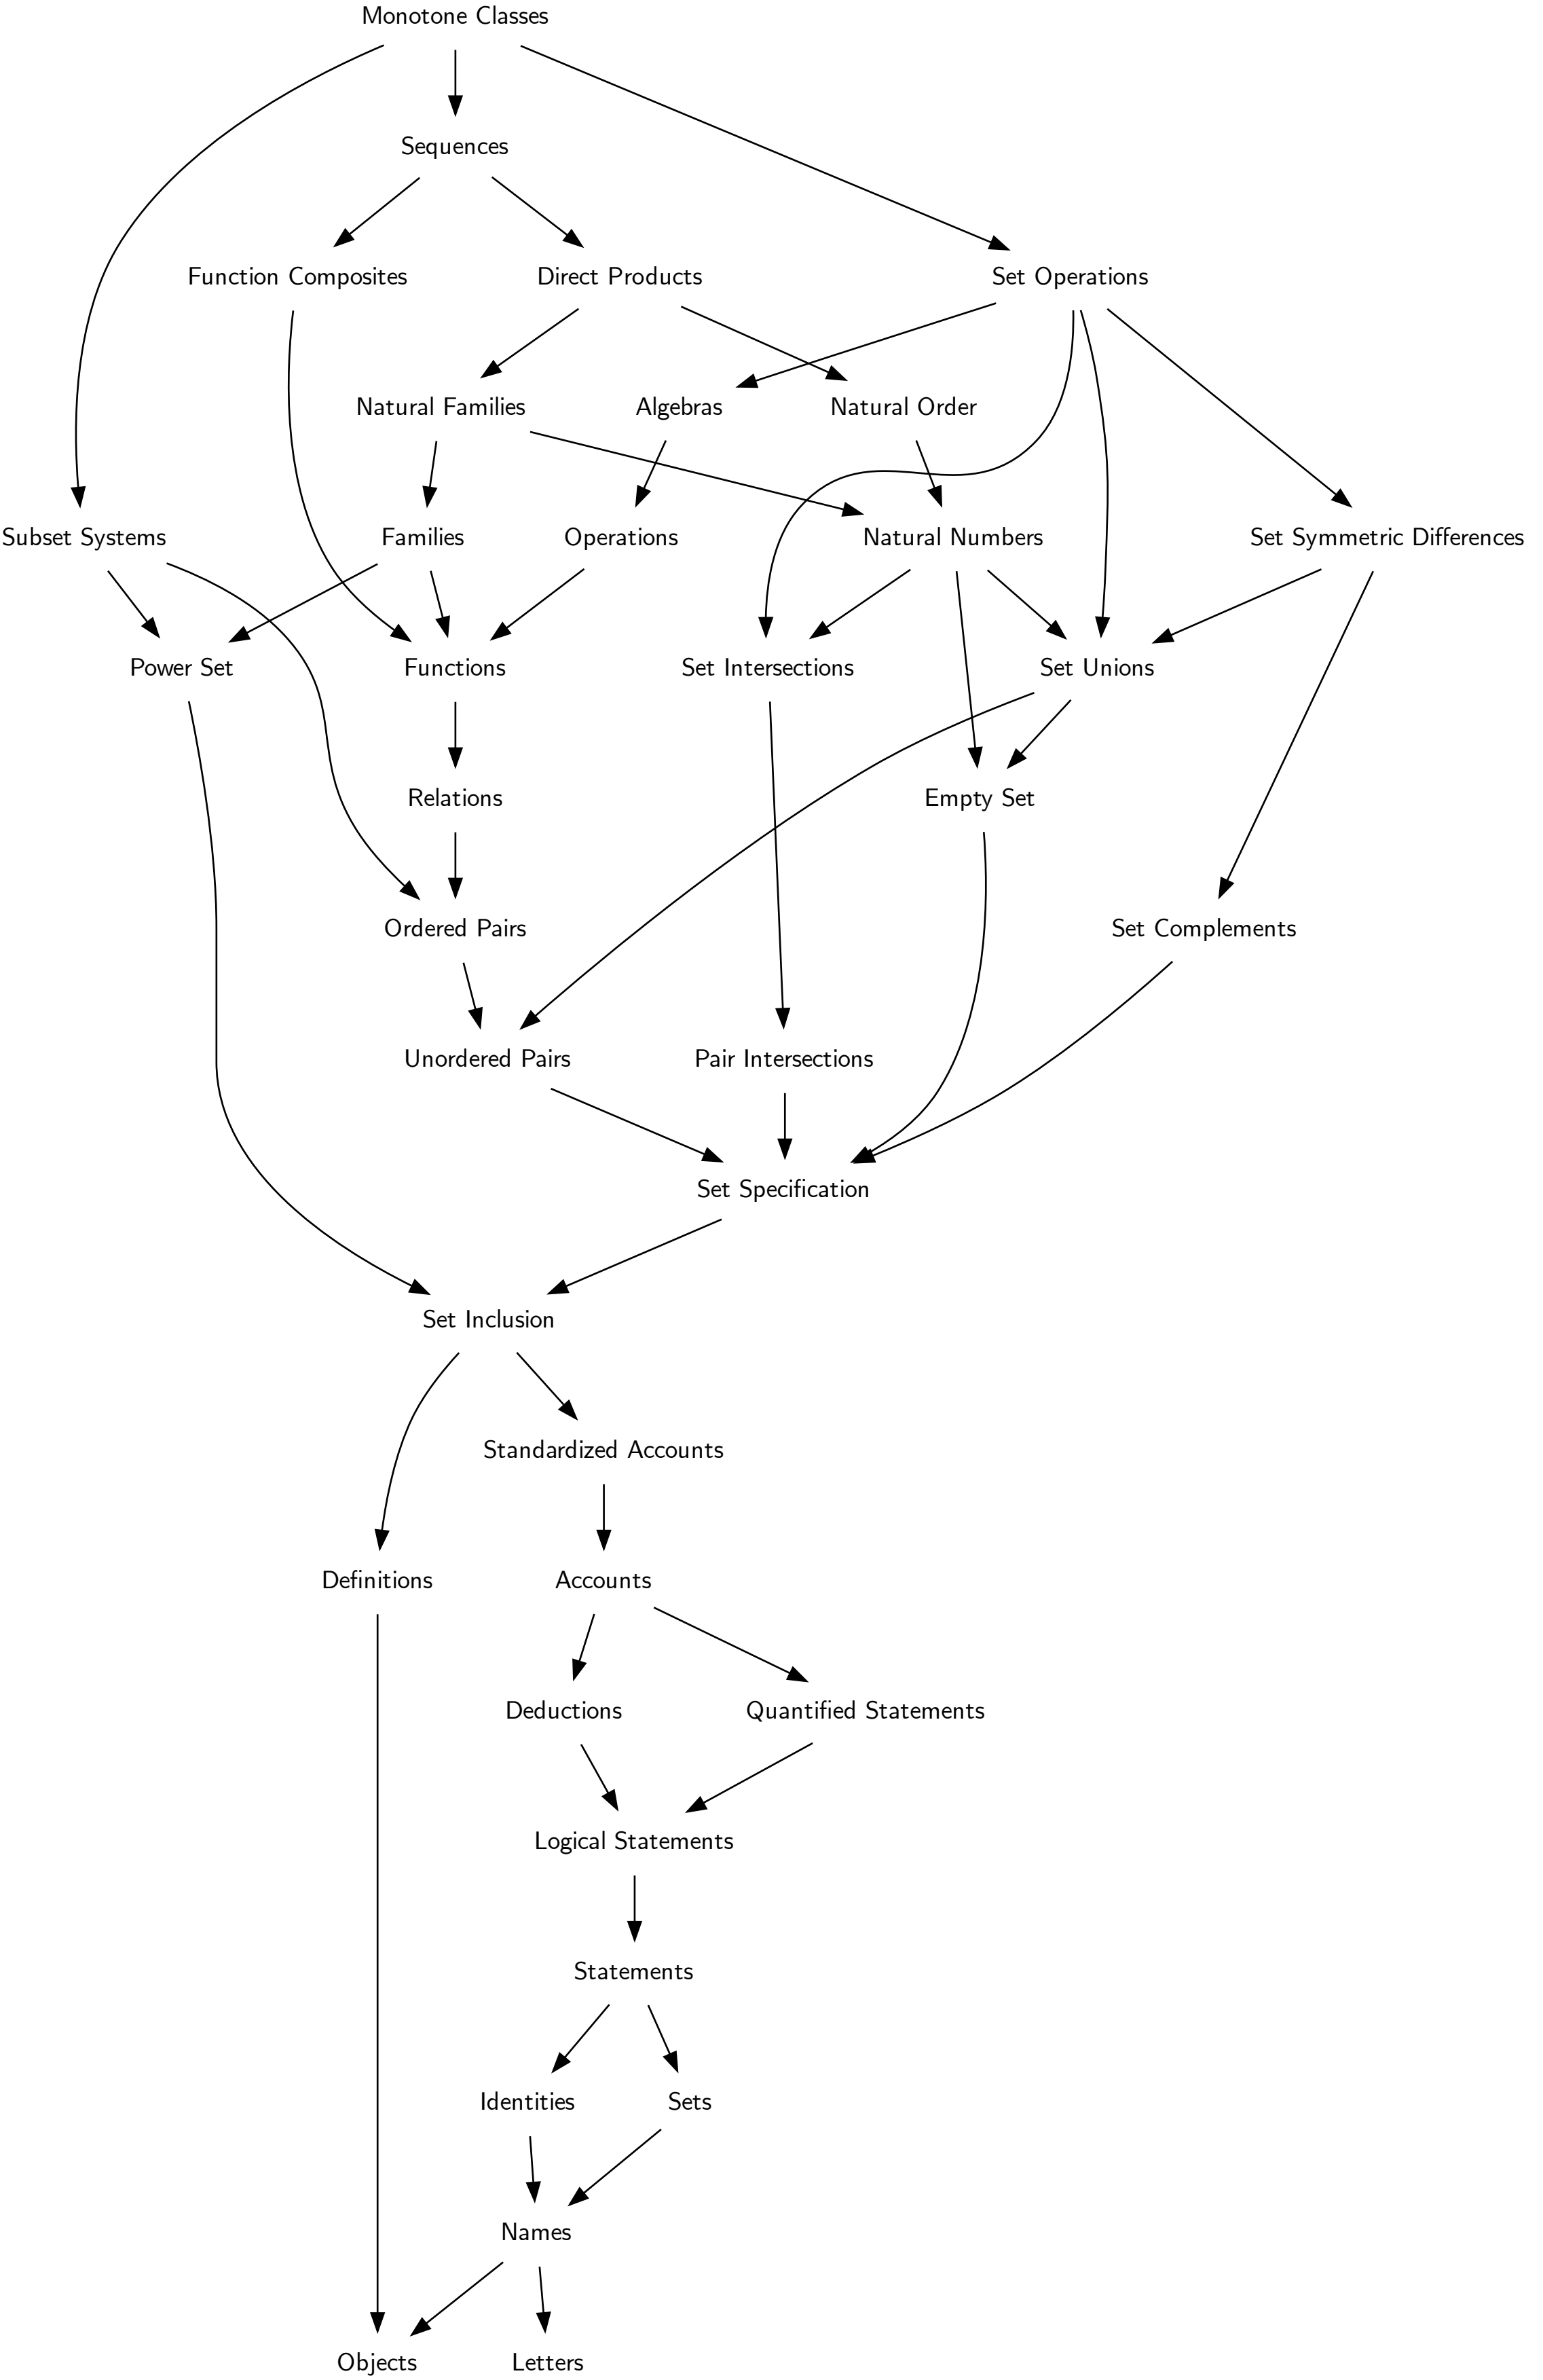 Monotone Classes
Sequences
Function Composites
Direct Products
Set Operations
Natural Families
Algebras
Natural Order
Subset Systems
Families
Operations
Natural Numbers
Set Symmetric Differences
Power Set
Functions
Set Intersections
Set Unions
Relations
Empty Set
Ordered Pairs
Set Complements
Unordered Pairs
Pair Intersections
Set Specification
Set Inclusion
Standardized Accounts
Definitions
Accounts
Deductions
Quantified Statements
Logical Statements
Statements
Identities
Sets
Names
Objects
Letters